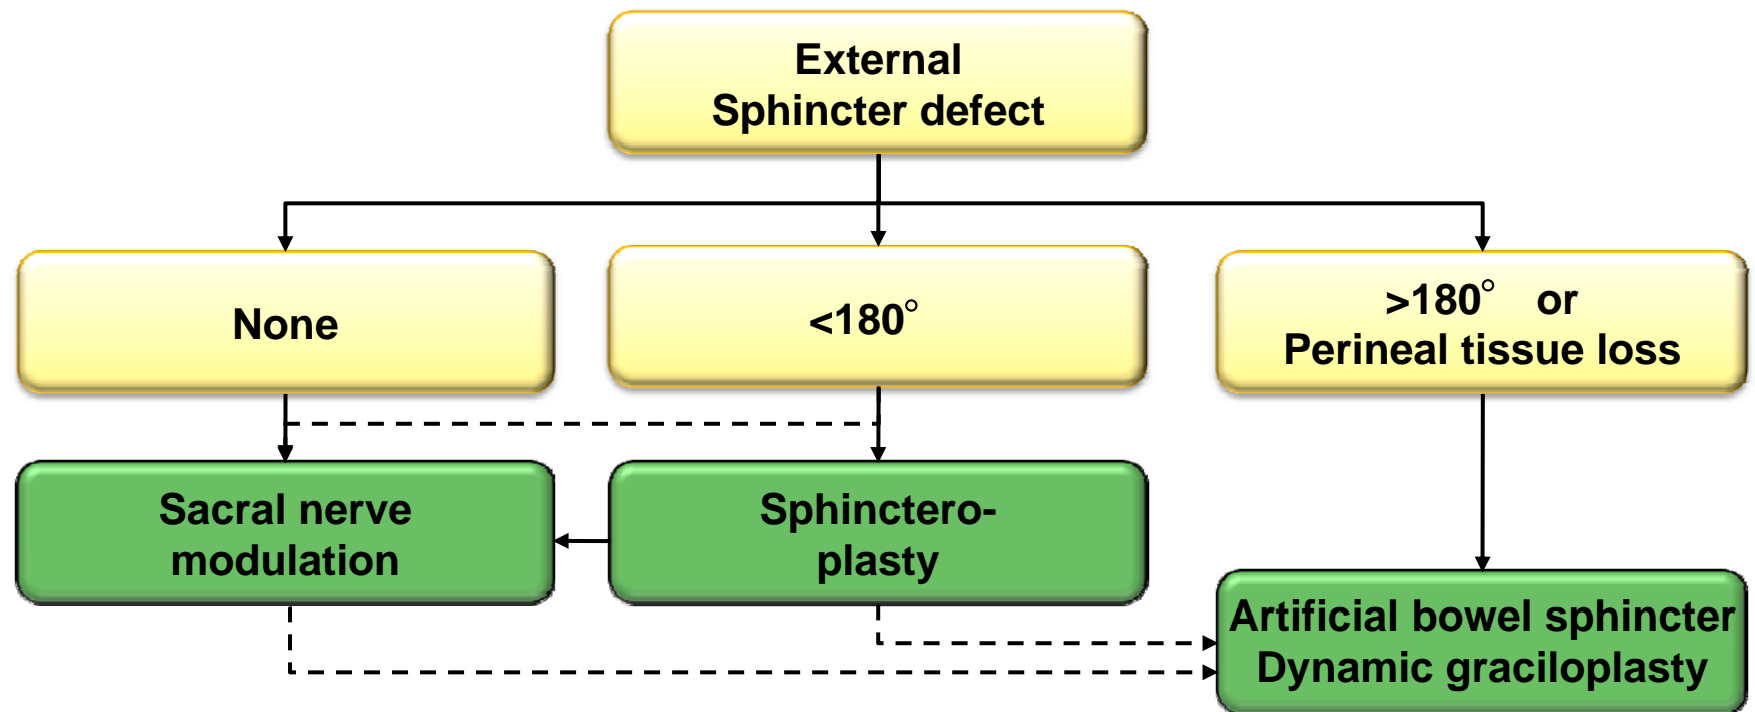 External
Sphincter defect
None
<180°
>180° or
Perineal tissue loss
Sacral nerve
modulation
Sphinctero-
plasty
Artificial bowel sphincter
Dynamic graciloplasty